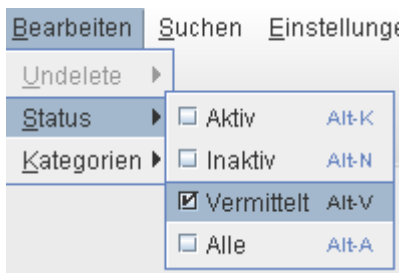 Bearbeiten Suchen Einstellunge
Undelete
Status
Kategorien
Aktiv Alt-K
Inaktiv Alt-N
Vermittelt Alt-V
Alle Alt-A